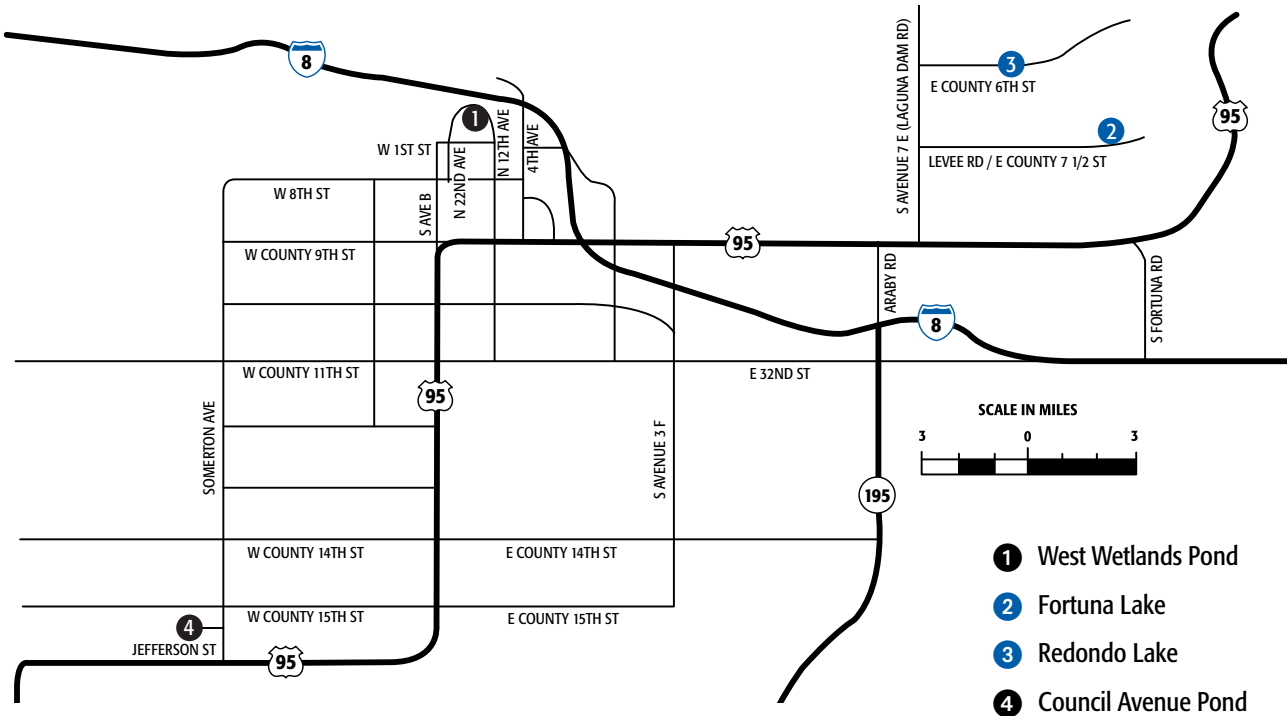 8
3
E COUNTY 6TH ST
95
1
2
W 1ST ST
N 22ND AVE
N 12TH AVE
4TH AVE
S AVENUE 7 E (LAGUNA DAM RD)
LEVEE RD / E COUNTY 7 1/2 ST
W 8TH ST
S AVE B
95
W COUNTY 9TH ST
ARABY RD
S FORTUNA RD
8
W COUNTY 11TH ST
E 32ND ST
95
SCALE IN MILES
3 0 3
SOMERTON AVE
S AVENUE 3 F
195
W COUNTY 14TH ST
E COUNTY 14TH ST
1 West Wetlands Pond
2 Fortuna Lake
W COUNTY 15TH ST
E COUNTY 15TH ST
4
JEFFERSON ST
95
3 Redondo Lake
4 Council Avenue Pond